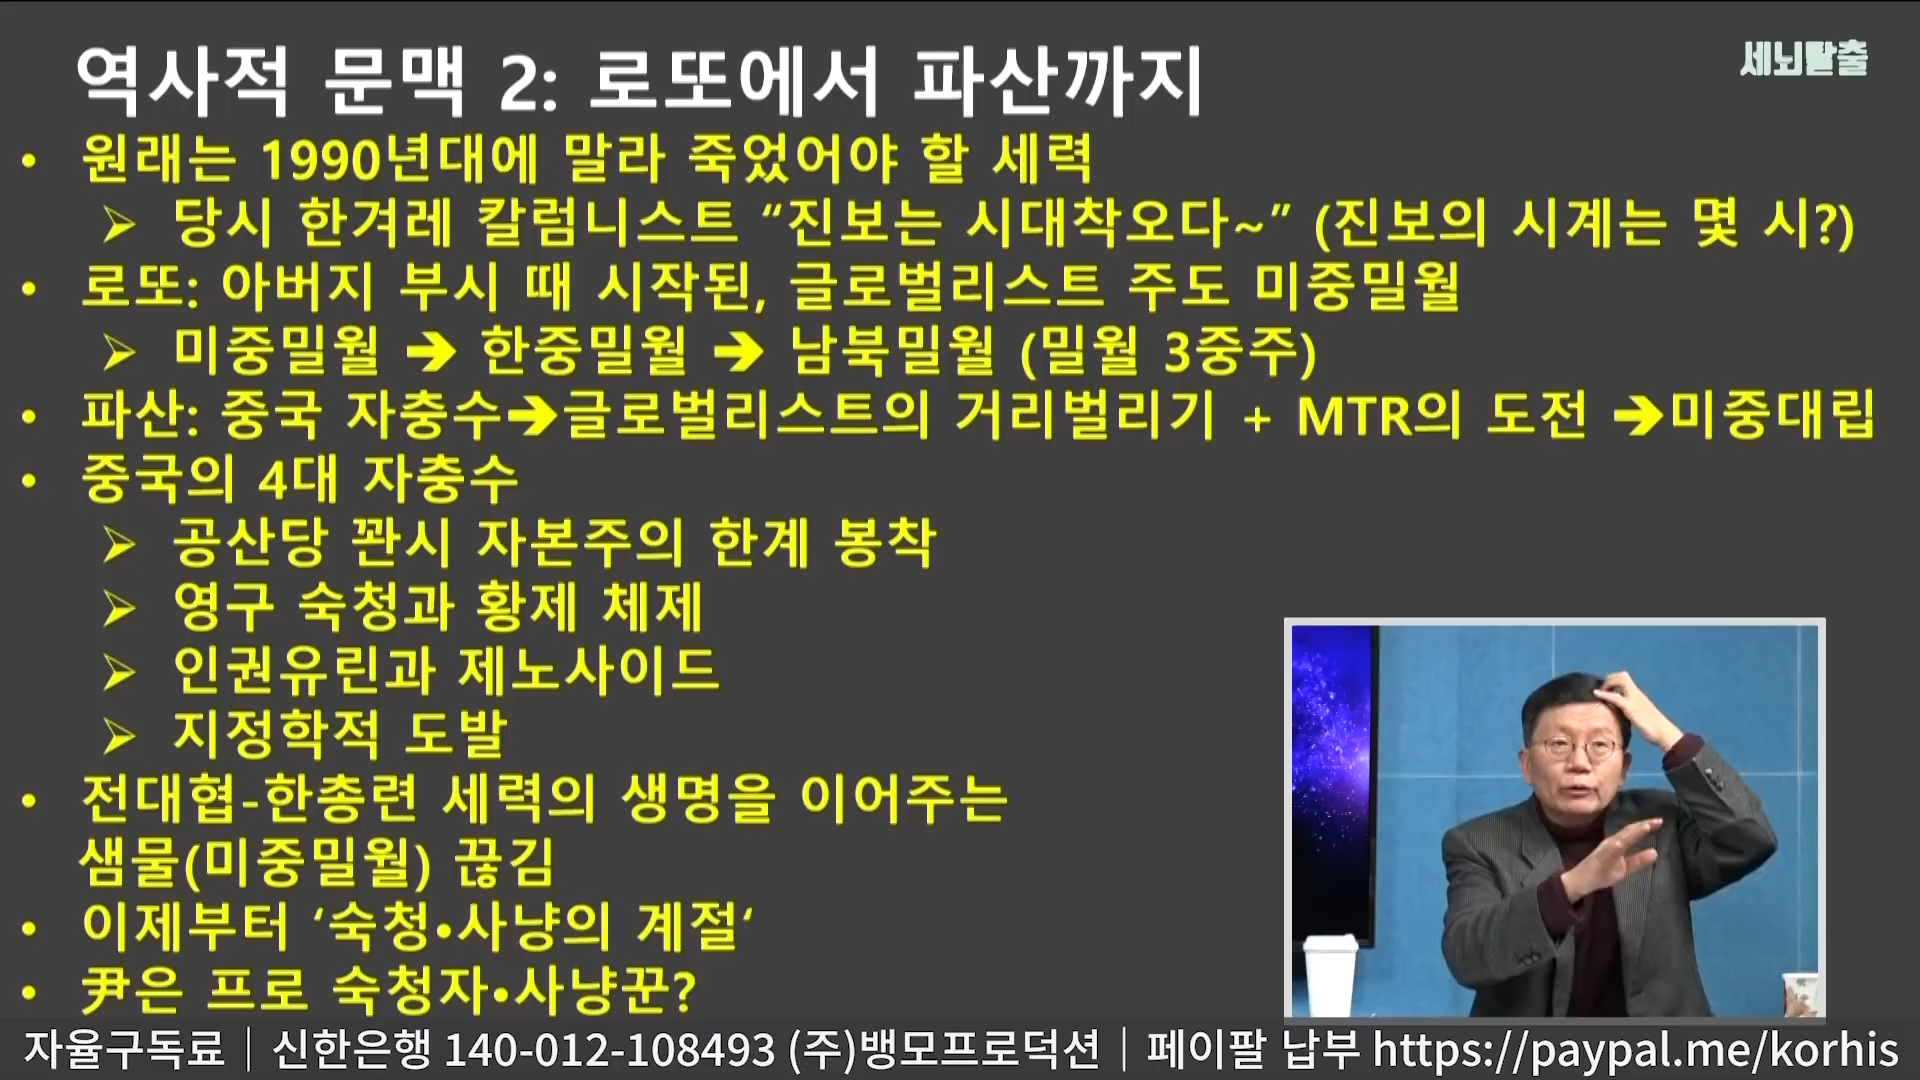 역사적 문맥 2: 로또에서 파산까지
세뇌탈출
• 원래는 1990년대에 말라 죽었어야 할 세력
➢ 당시 한겨레 칼럼니스트 “진보는 시대착오다~” (진보의 시계는 몇 시?)
• 로또: 아버지 부시 때 시작된, 글로벌리스트 주도 미중밀월
➢ 미중밀월 ➔ 한중밀월 ➔ 남북밀월 (밀월 3중주)
• 파산: 중국 자충수➔글로벌리스트의 거리벌리기 + MTR의 도전 ➔미중대립
• 중국의 4대 자충수
➢ 공산당 꽌시 자본주의 한계 봉착
➢ 영구 숙청과 황제 체제
➢ 인권유린과 제노사이드
➢ 지정학적 도발
• 전대협-한총련 세력의 생명을 이어주는
샘물(미중밀월) 끊김
• 이제부터 ‘숙청•사냥의 계절‘
• 尹은 프로 숙청자•사냥꾼?
자율구독료｜신한은행 140-012-108493 (주)뱅모프로덕션｜페이팔 납부 https://paypal.me/korhis